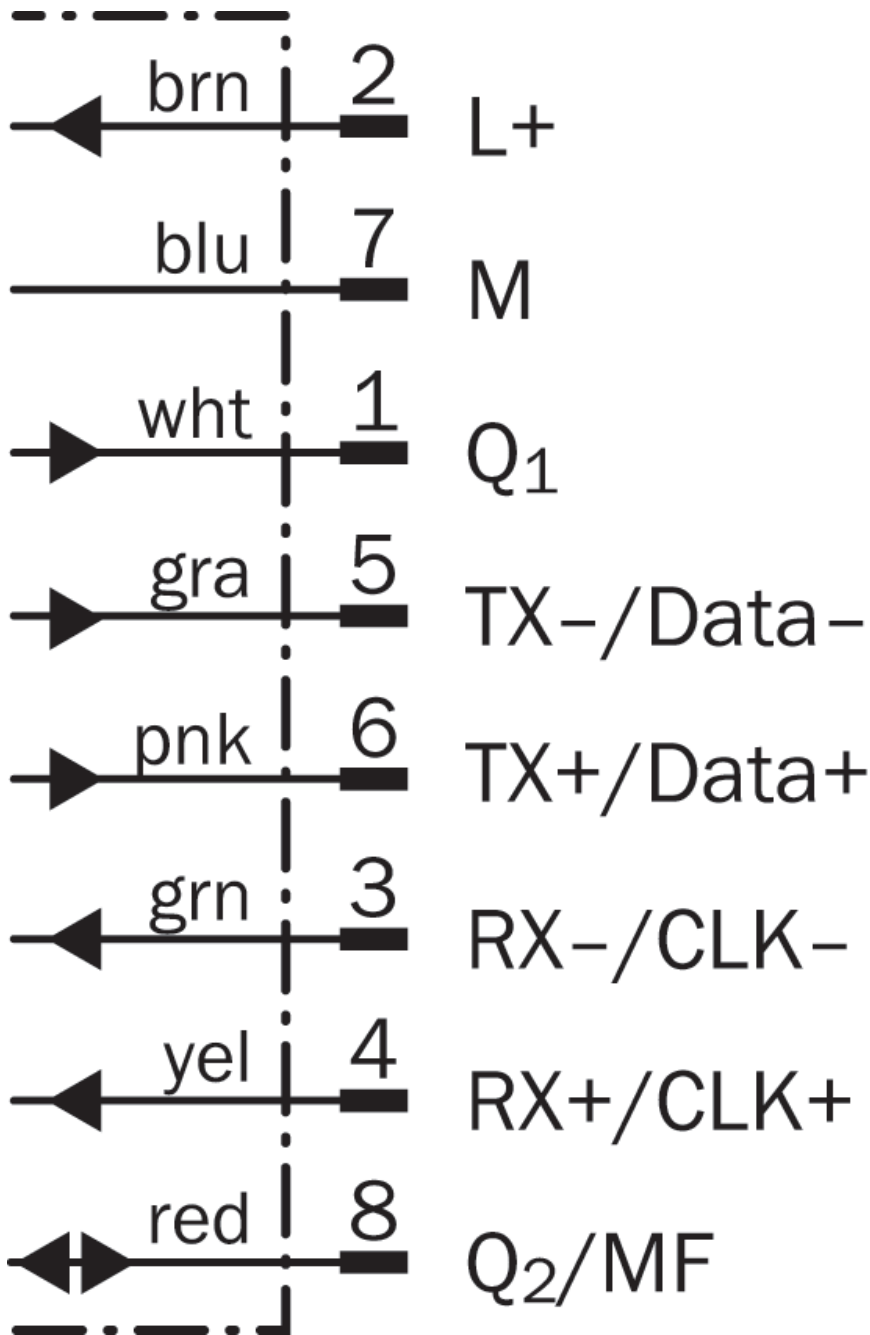 brn 2 L+
blu 7 M
wht 1 Q₁
gra 5 TX–/Data–
pnk 6 TX+/Data+
grn 3 RX–/CLK–
yel 4 RX+/CLK+
red 8 Q₂/MF